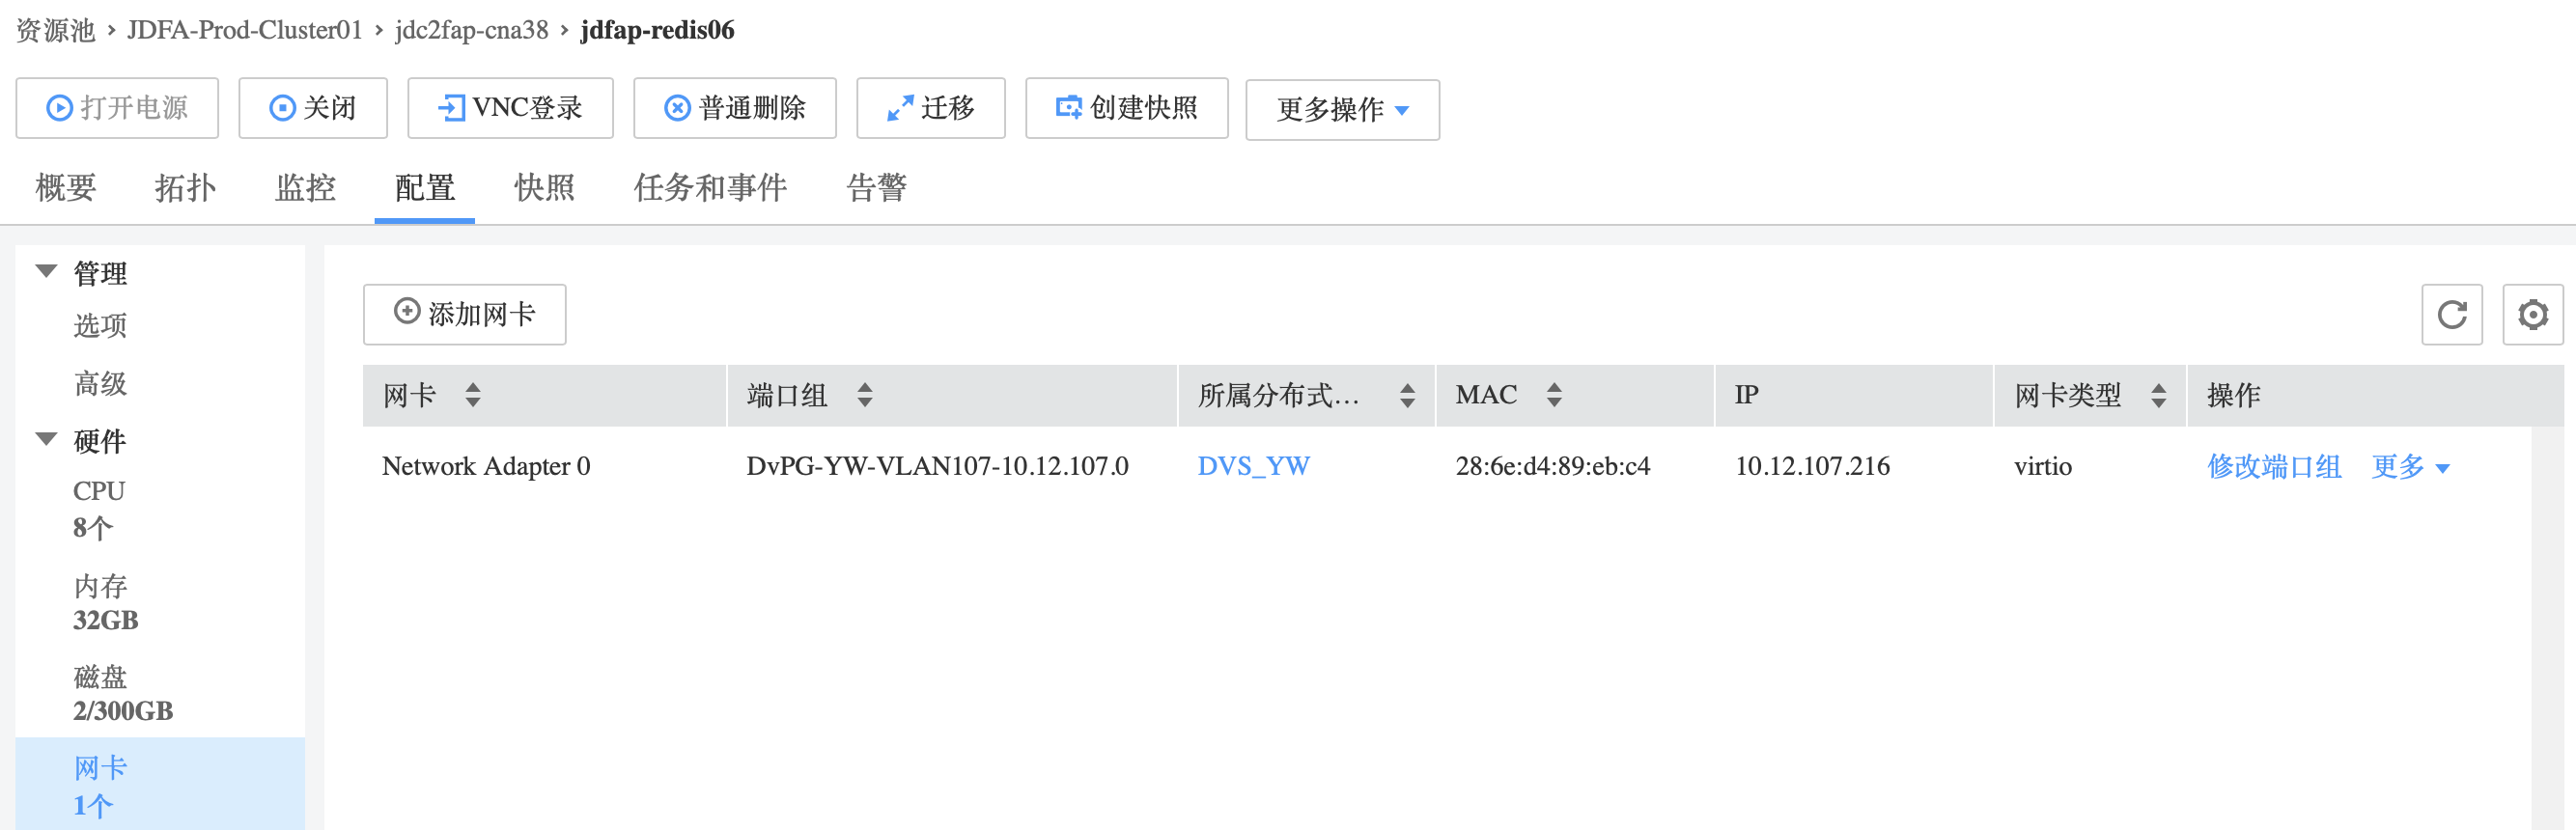 资源池 › JDFA-Prod-Cluster01 › jdc2fap-cna38 › jdfap-redis06
打开电源 关闭 VNC登录 普通删除 迁移 创建快照 更多操作
概要 拓扑 监控 配置 快照 任务和事件 告警
管理
选项
高级
硬件
CPU
8个
内存
32GB
磁盘
2/300GB
网卡
1个
添加网卡
网卡 端口组 所属分布式... MAC IP 网卡类型 操作
Network Adapter 0 DvPG-YW-VLAN107-10.12.107.0 DVS_YW 28:6e:d4:89:eb:c4 10.12.107.216 virtio 修改端口组 更多